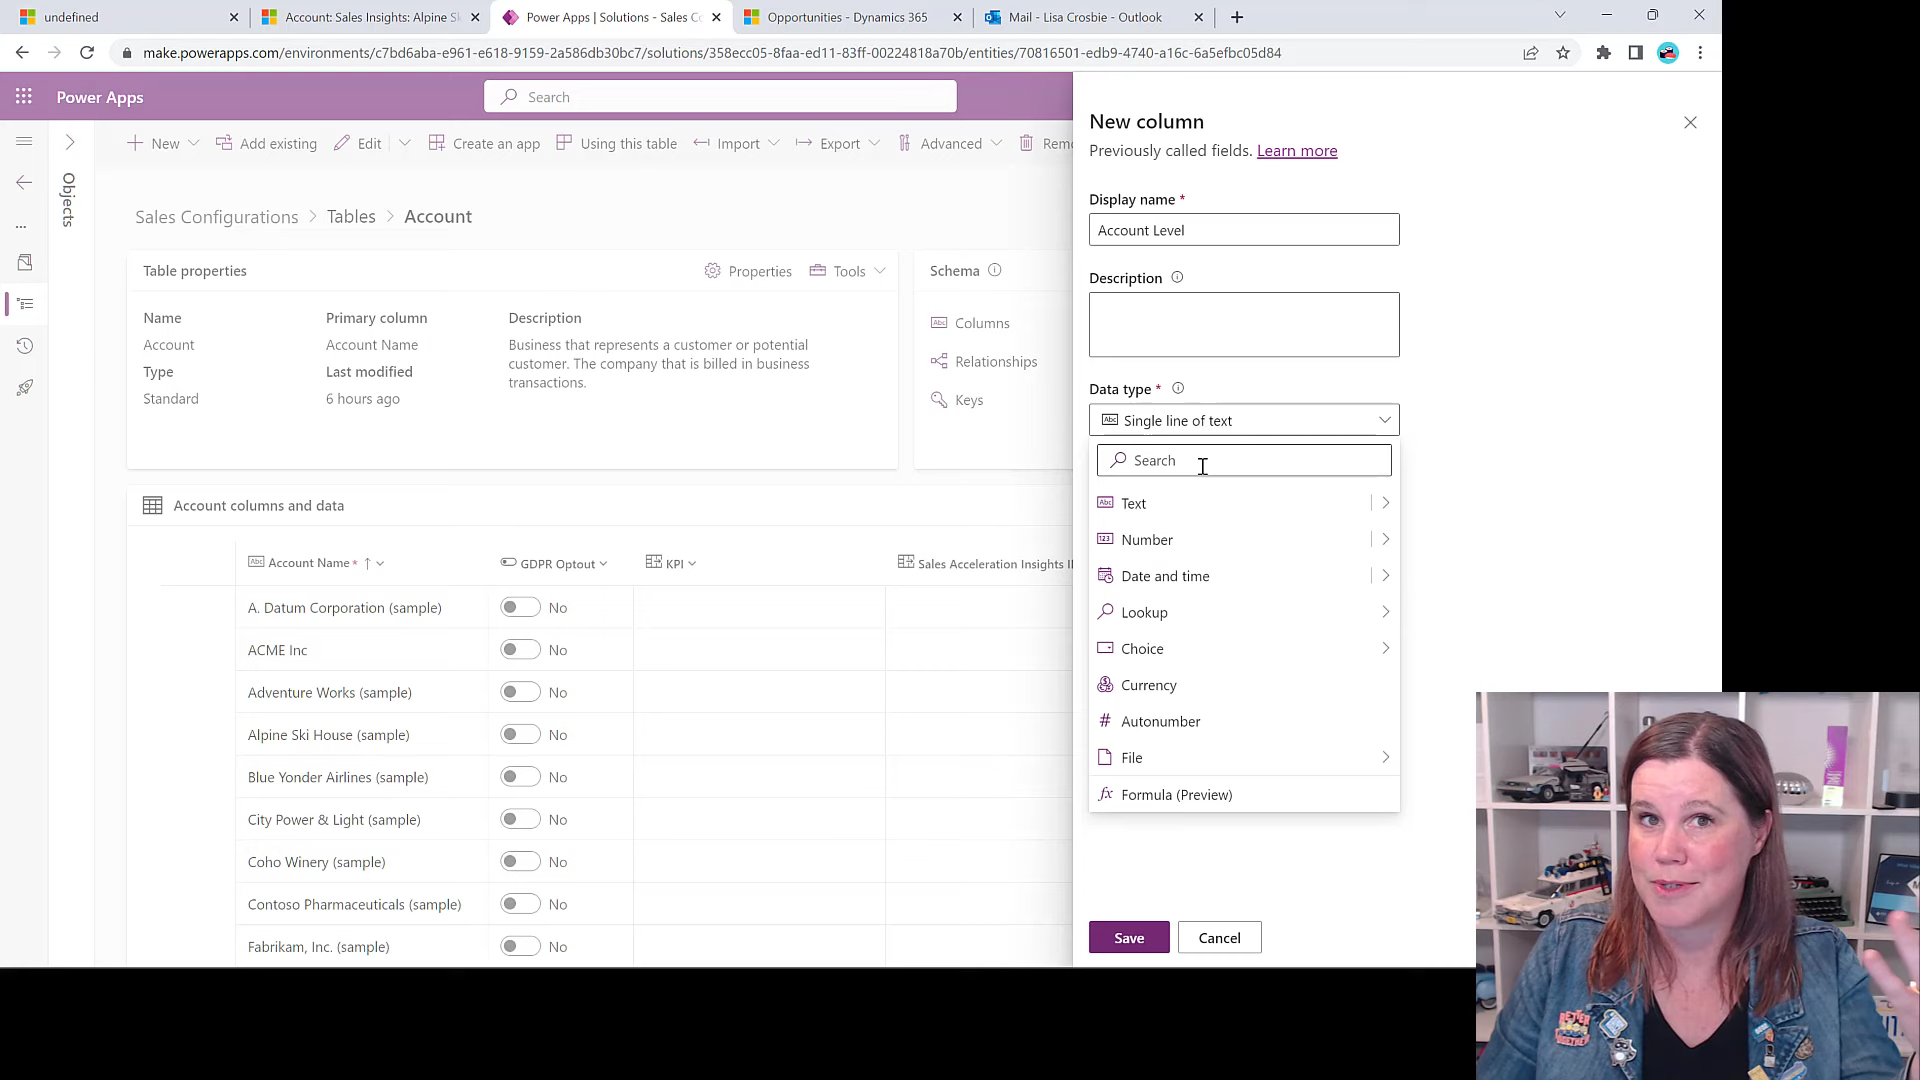 undefined
Account: Sales Insights: Alpine Sk
Power Apps | Solutions - Sales Co
Opportunities - Dynamics 365
Mail - Lisa Crosbie - Outlook
make.powerapps.com/environments/c7bd6aba-e961-e618-9159-2a586db30bc7/solutions/358ecc05-8faa-ed11-83ff-00224818a70b/entities/70816501-edb9-4740-a16c-6a5efbc05d84
Power Apps
Search
New
Add existing
Edit
Create an app
Using this table
Import
Export
Advanced
Remo
Objects
Sales Configurations > Tables > Account
Table properties
Properties
Tools
Name
Primary column
Description
Account
Account Name
Business that represents a customer or potential
customer. The company that is billed in business
transactions.
Type
Last modified
Standard
6 hours ago
Schema
Columns
Relationships
Keys
Account columns and data
Account Name *
GDPR Optout
KPI
Sales Acceleration Insights I
A. Datum Corporation (sample)
No
ACME Inc
No
Adventure Works (sample)
No
Alpine Ski House (sample)
No
Blue Yonder Airlines (sample)
No
City Power & Light (sample)
No
Coho Winery (sample)
No
Contoso Pharmaceuticals (sample)
No
Fabrikam, Inc. (sample)
No
New column
Previously called fields. Learn more
Display name *
Account Level
Description
Data type *
Abc Single line of text
Search
Abc Text
123 Number
Date and time
Lookup
Choice
Currency
# Autonumber
File
fx Formula (Preview)
Save
Cancel